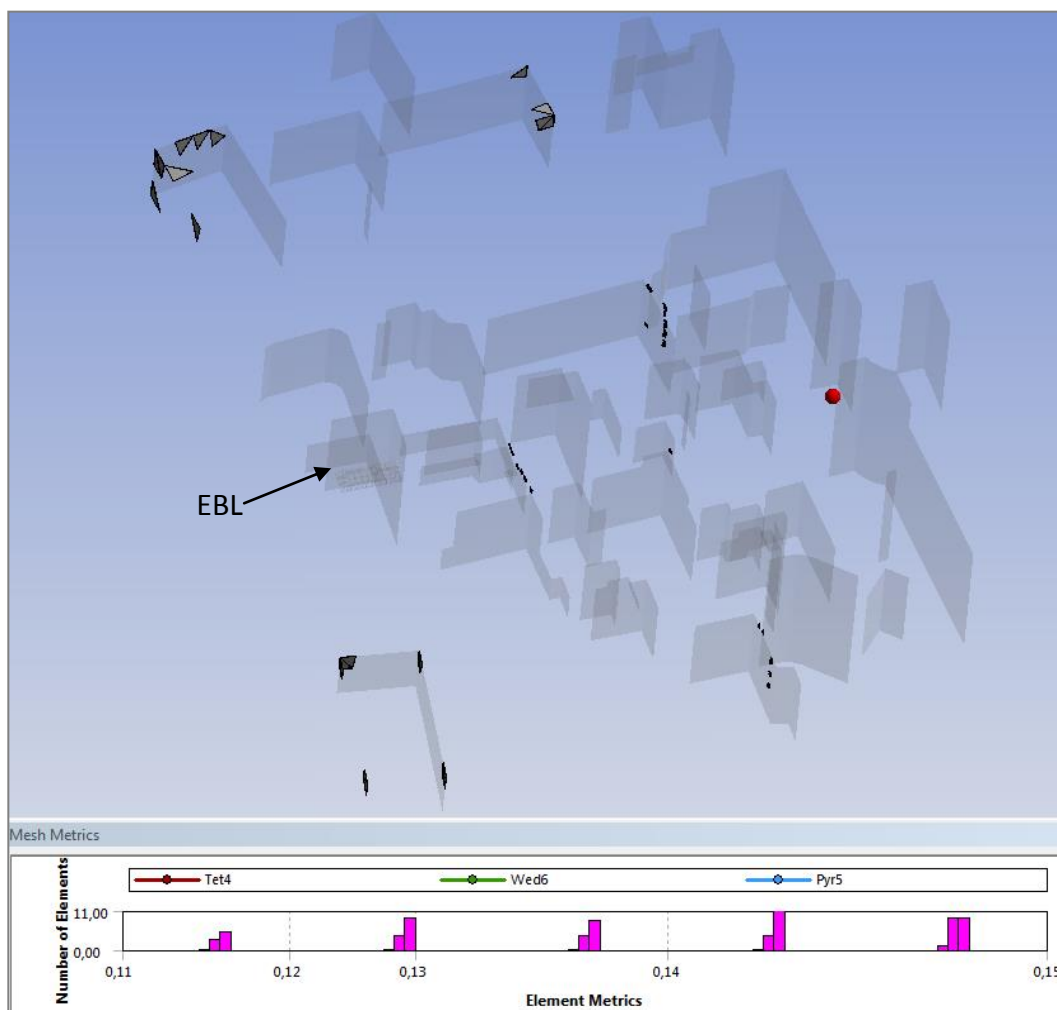 EBL
Mesh Metrics
Tet4 Wed6 Pyr5
Number of Elements
11,00
0,00
0,11 0,12 0,13 0,14 0,15
Element Metrics